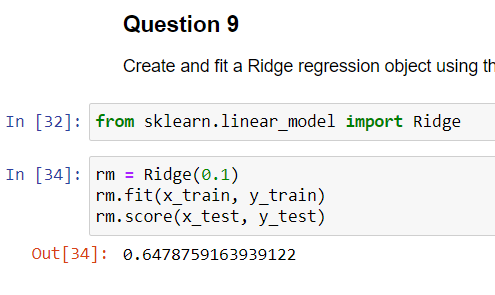 Question 9
Create and fit a Ridge regression object using
In [32]: from sklearn.linear_model import Ridge
In [34]: rm = Ridge(0.1)
rm.fit(x_train, y_train)
rm.score(x_test, y_test)
Out[34]: 0.6478759163939122